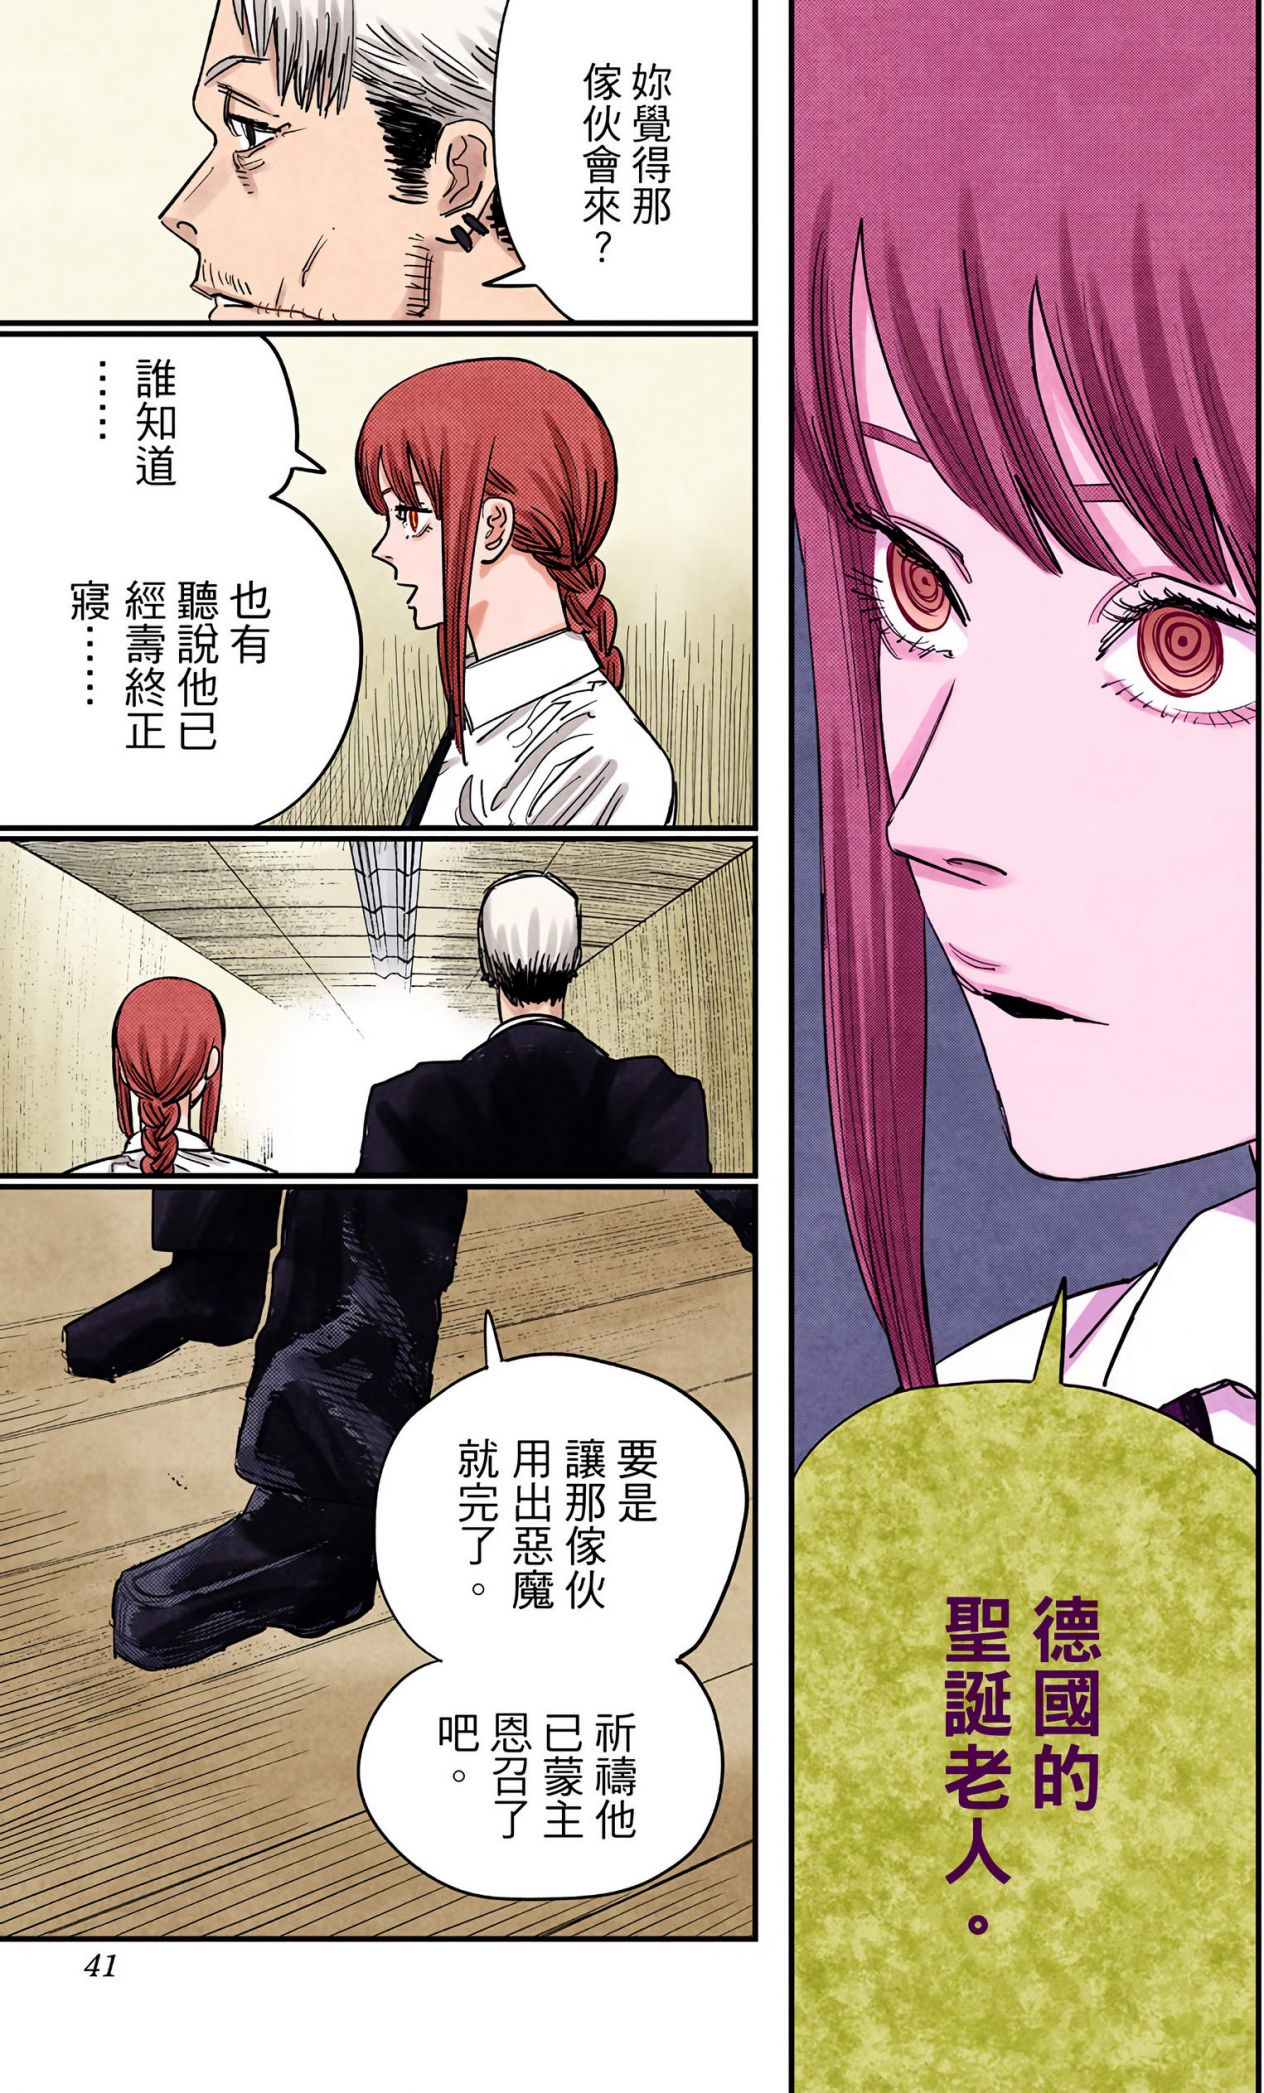 德國的
聖誕老人。
妳覺得那
傢伙會來？
誰知道
⋯⋯
也有
聽說他已
經壽終正
寢⋯⋯
要是
讓那傢伙
用出惡魔
就完了。
祈禱他
已蒙主
恩召了
吧。
41